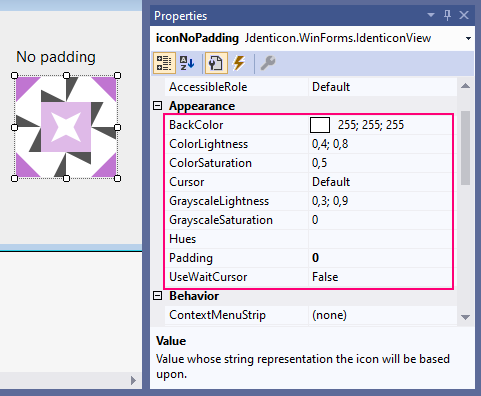 No padding
Properties
iconNoPadding Jdenticon.WinForms.IdenticonView
AccessibleRole Default
Appearance
BackColor 255; 255; 255
ColorLightness 0,4; 0,8
ColorSaturation 0,5
Cursor Default
GrayscaleLightness 0,3; 0,9
GrayscaleSaturation 0
Hues
Padding 0
UseWaitCursor False
Behavior
ContextMenuStrip (none)
Value
Value whose string representation the icon will be based
upon.